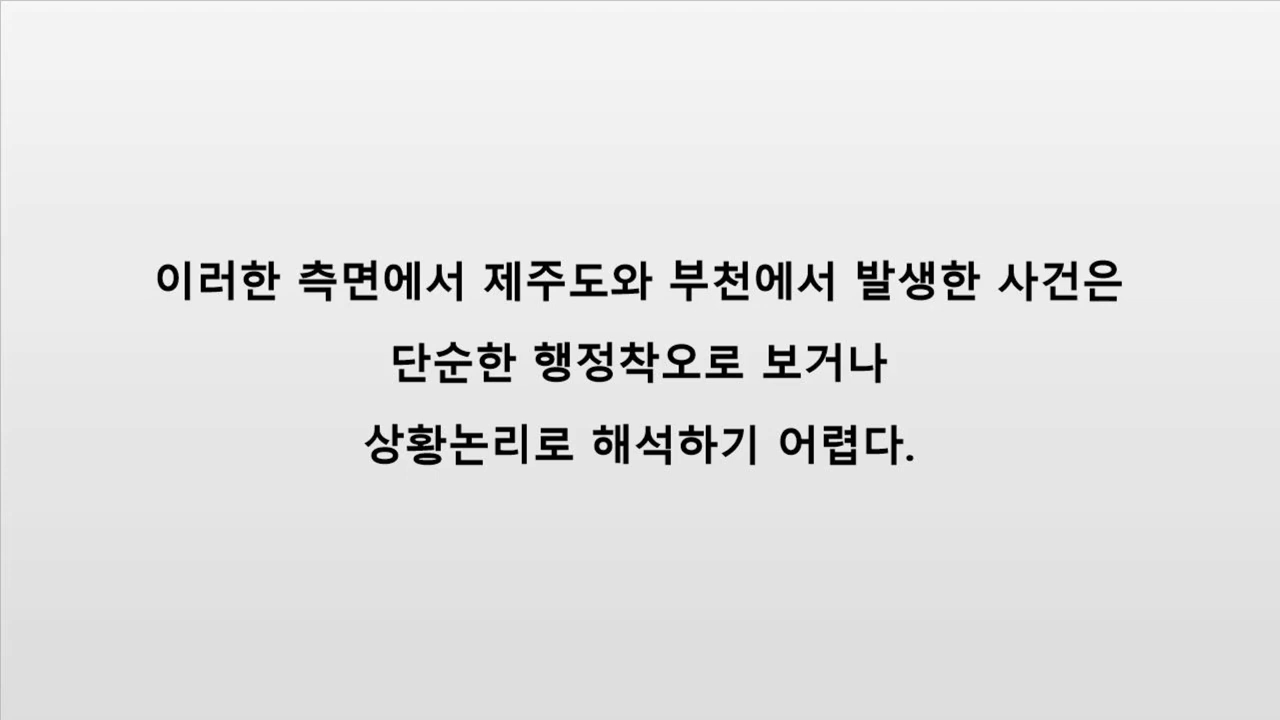 이러한 측면에서 제주도와 부천에서 발생한 사건은
단순한 행정착오로 보거나
상황논리로 해석하기 어렵다.